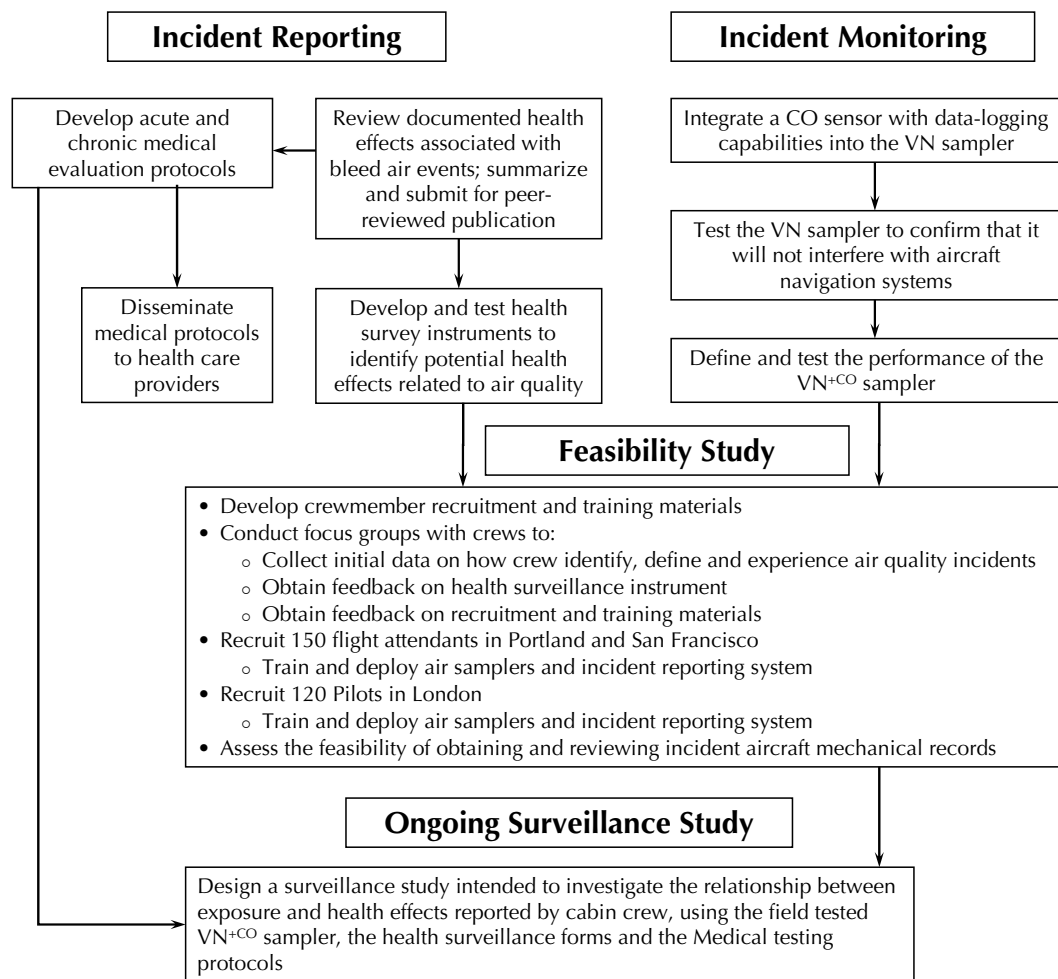 Incident Reporting
Incident Monitoring
Develop acute and
chronic medical
evaluation protocols
Review documented health
effects associated with
bleed air events; summarize
and submit for peer-
reviewed publication
Integrate a CO sensor with data-logging
capabilities into the VN sampler
Test the VN sampler to confirm that it
will not interfere with aircraft
navigation systems
Disseminate
medical protocols
to health care
providers
Develop and test health
survey instruments to
identify potential health
effects related to air quality
Define and test the performance of the
VN⁺ᶜᴼ sampler
Feasibility Study
• Develop crewmember recruitment and training materials
• Conduct focus groups with crews to:
o Collect initial data on how crew identify, define and experience air quality incidents
o Obtain feedback on health surveillance instrument
o Obtain feedback on recruitment and training materials
• Recruit 150 flight attendants in Portland and San Francisco
o Train and deploy air samplers and incident reporting system
• Recruit 120 Pilots in London
o Train and deploy air samplers and incident reporting system
• Assess the feasibility of obtaining and reviewing incident aircraft mechanical records
Ongoing Surveillance Study
Design a surveillance study intended to investigate the relationship between
exposure and health effects reported by cabin crew, using the field tested
VN⁺ᶜᴼ sampler, the health surveillance forms and the Medical testing
protocols